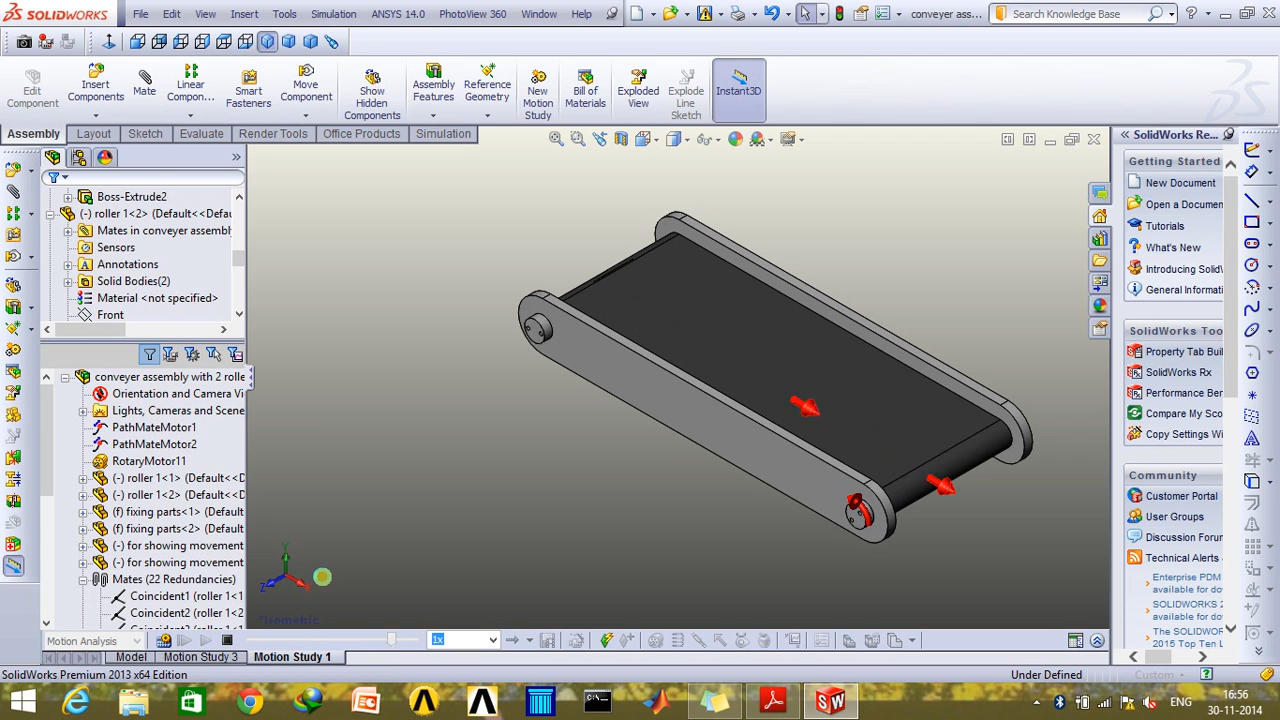 SOLIDWORKS File Edit View Insert Tools Simulation ANSYS 14.0 PhotoView 360 Window Help conveyer ass... Search Knowledge Base
Edit Component
Insert Components
Mate
Linear Compon...
Smart Fasteners
Move Component
Show Hidden Components
Assembly Features
Reference Geometry
New Motion Study
Bill of Materials
Exploded View
Explode Line Sketch
Instant3D
Assembly Layout Sketch Evaluate Render Tools Office Products Simulation
Boss-Extrude2
(-) roller 1<2> (Default<<Defau
Mates in conveyer assembly
Sensors
Annotations
Solid Bodies(2)
Material <not specified>
Front
conveyer assembly with 2 rolle
Orientation and Camera Vi
Lights, Cameras and Scene
PathMateMotor1
PathMateMotor2
RotaryMotor11
(-) roller 1<1> (Default<<D
(-) roller 1<2> (Default<<D
(f) fixing parts<1> (Default
(f) fixing parts<2> (Default
(-) for showing movement
(-) for showing movement
Mates (22 Redundancies)
Coincident1 (roller 1<1
Coincident2 (roller 1<2
Y
Z
*Isometric
SolidWorks Re...
Getting Started
New Document
Open a Docume
Tutorials
What's New
Introducing SolidW
General Informati
SolidWorks Too
Property Tab Buil
SolidWorks Rx
Performance Ben
Compare My Sco
Copy Settings Wi
Community
Customer Portal
User Groups
Discussion Forum
Technical Alerts &
Enterprise PDM
available for dow
SOLIDWORKS 2
available for dow
The SOLIDWORK
2015 Top Ten L
Motion Analysis 1x
Model Motion Study 3 Motion Study 1
SolidWorks Premium 2013 x64 Edition Under Defined Custom
ENG 16:56
30-11-2014